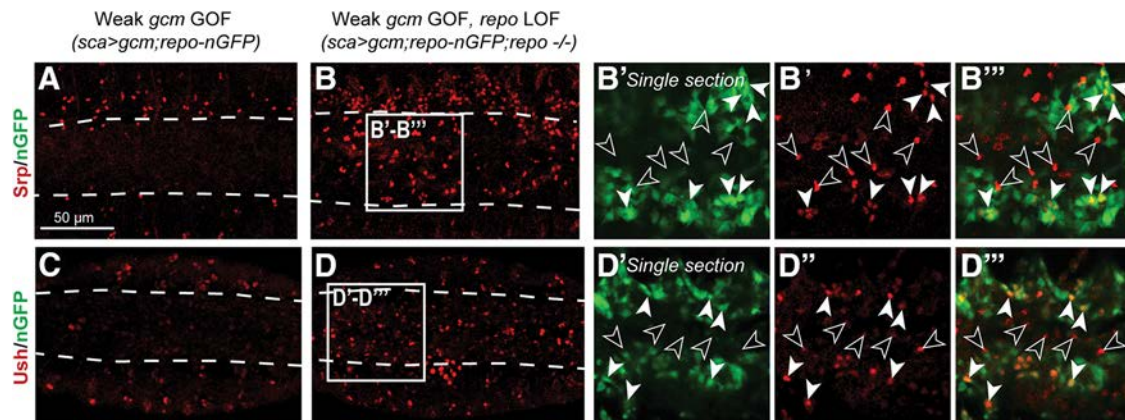 Weak gcm GOF
(sca>gcm;repo-nGFP)
Weak gcm GOF, repo LOF
(sca>gcm;repo-nGFP;repo -/-)
Srp/nGFP
A
50 µm
B
B'-B'''
B' Single section
B'
B'''
Ush/nGFP
C
D
D'-D'''
D' Single section
D''
D'''